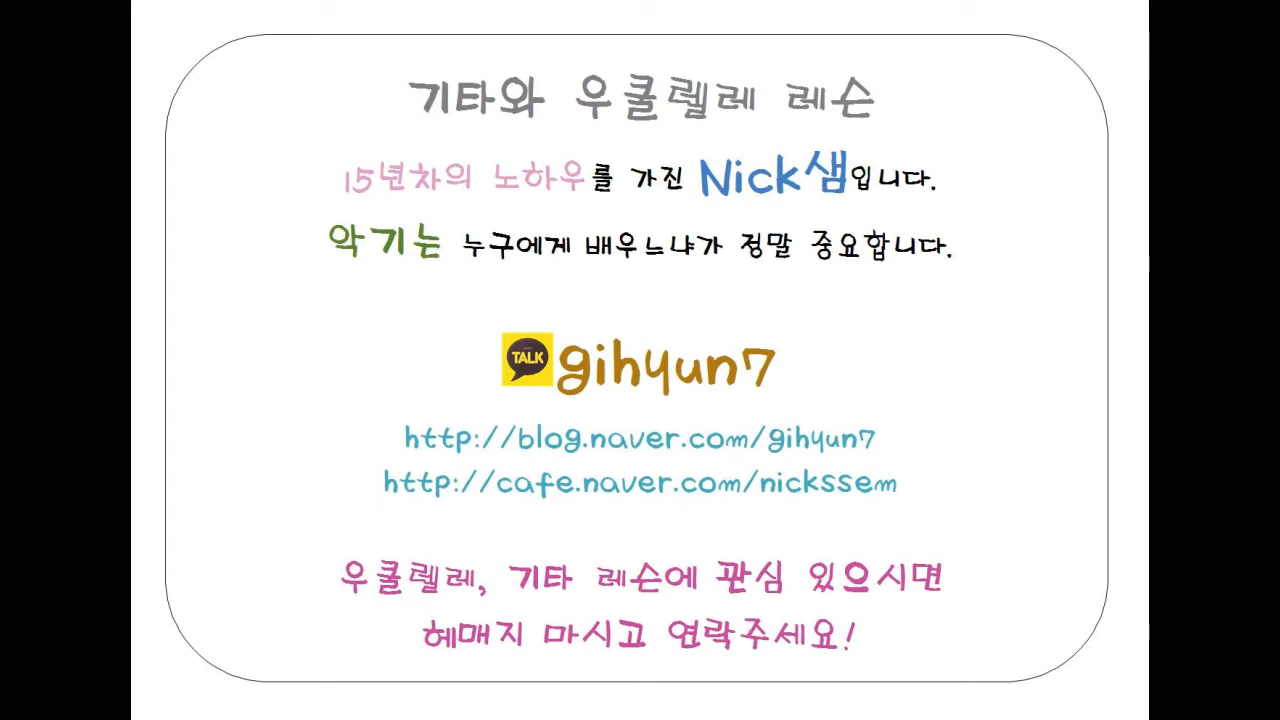 기타와 우쿨렐레 레슨
15년차의 노하우를 가진 Nick샘입니다.
악기는 누구에게 배우느냐가 정말 중요합니다.
TALK gihyun7
http://blog.naver.com/gihyun7
http://cafe.naver.com/nickssem
우쿨렐레, 기타 레슨에 관심 있으시면
헤매지 마시고 연락주세요!